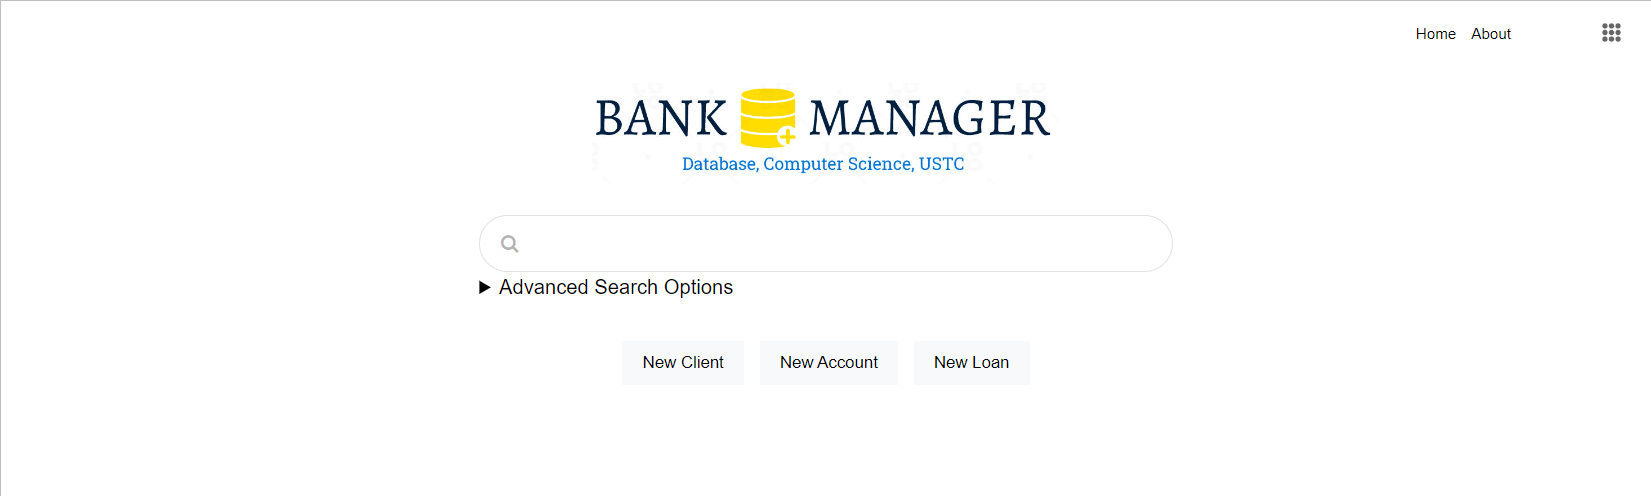 Home About
BANK MANAGER
Database, Computer Science, USTC
Advanced Search Options
New Client New Account New Loan